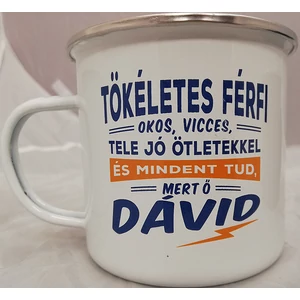 TÖKÉLETES FÉRFI
OKOS, VICCES,
TELE JÓ ÖTLETEKKEL
ÉS MINDENT TUD,
MERT Ő
DÁVID